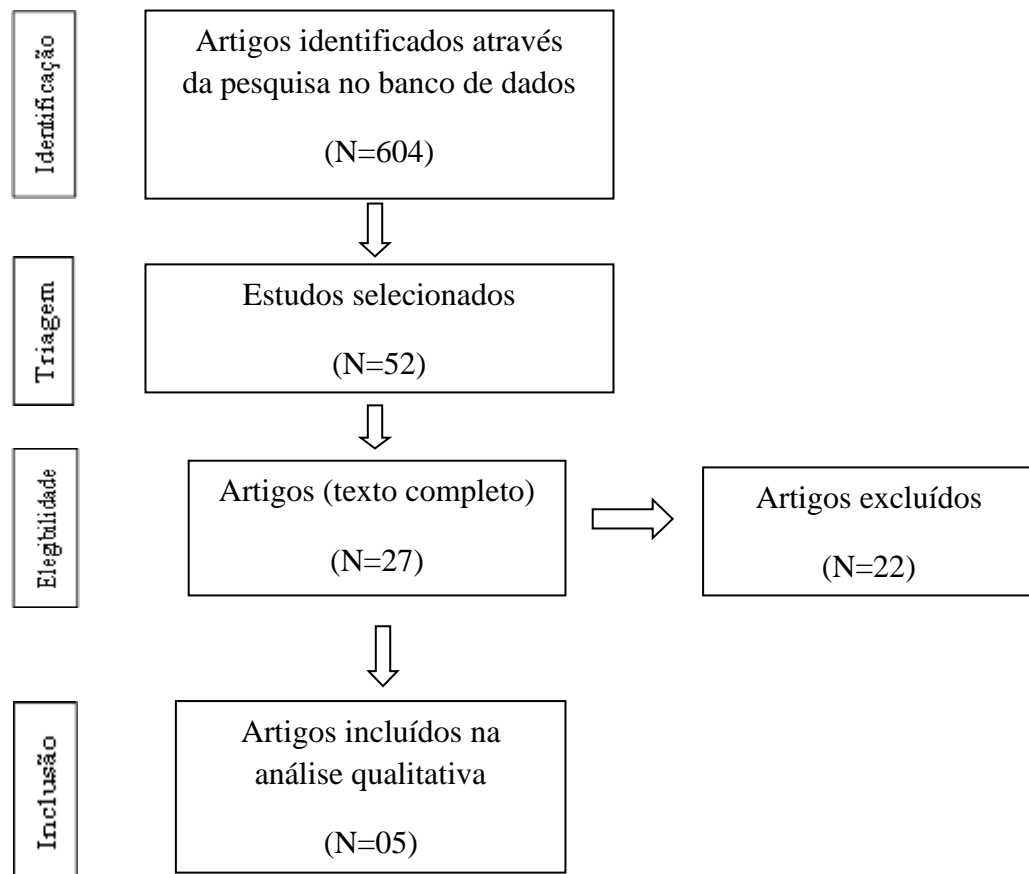 Identificação
Artigos identificados através
da pesquisa no banco de dados
(N=604)
Triagem
Estudos selecionados
(N=52)
Elegibilidade
Artigos (texto completo)
(N=27)
Artigos excluídos
(N=22)
Inclusão
Artigos incluídos na
análise qualitativa
(N=05)